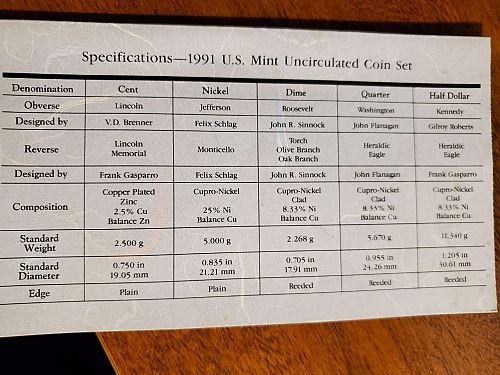 Specifications—1991 U.S. Mint Uncirculated Coin Set
Denomination Cent Nickel Dime Quarter Half Dollar
Obverse Lincoln Jefferson Roosevelt Washington Kennedy
Designed by V.D. Brenner Felix Schlag John R. Sinnock John Flanagan Gilroy Roberts
Reverse Lincoln Memorial Monticello Torch Olive Branch Oak Branch Heraldic Eagle Heraldic Eagle
Designed by Frank Gasparro Felix Schlag John R. Sinnock John Flanagan Frank Gasparro
Composition Copper Plated Zinc 2.5% Cu Balance Zn Cupro-Nickel 25% Ni Balance Cu Cupro-Nickel Clad 8.33% Ni Balance Cu Cupro-Nickel Clad 8.33% Ni Balance Cu Cupro-Nickel Clad 8.33% Ni Balance Cu
Standard Weight 2.500 g 5.000 g 2.268 g 5.670 g 11.340 g
Standard Diameter 0.750 in 19.05 mm 0.835 in 21.21 mm 0.705 in 17.91 mm 0.955 in 24.26 mm 1.205 in 30.61 mm
Edge Plain Plain Reeded Reeded Reeded